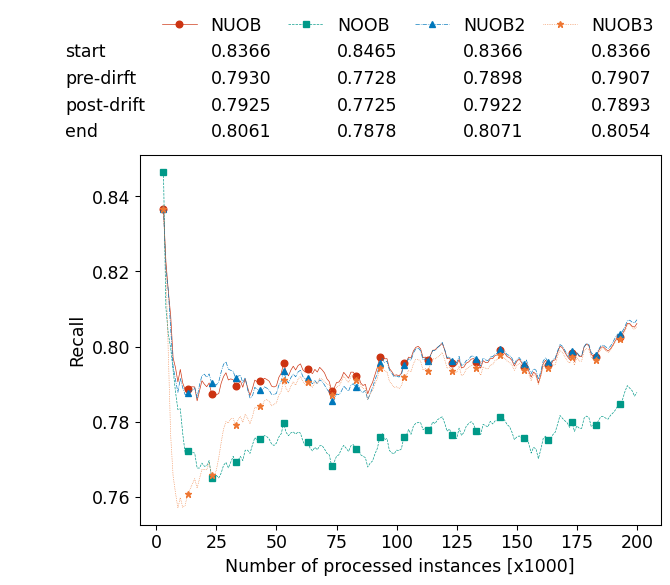 NUOB NOOB NUOB2 NUOB3
start 0.8366 0.8465 0.8366 0.8366
pre-dirft 0.7930 0.7728 0.7898 0.7907
post-drift 0.7925 0.7725 0.7922 0.7893
end 0.8061 0.7878 0.8071 0.8054
0.84
0.82
0.80
0.78
0.76
Recall
0 25 50 75 100 125 150 175 200
Number of processed instances [x1000]